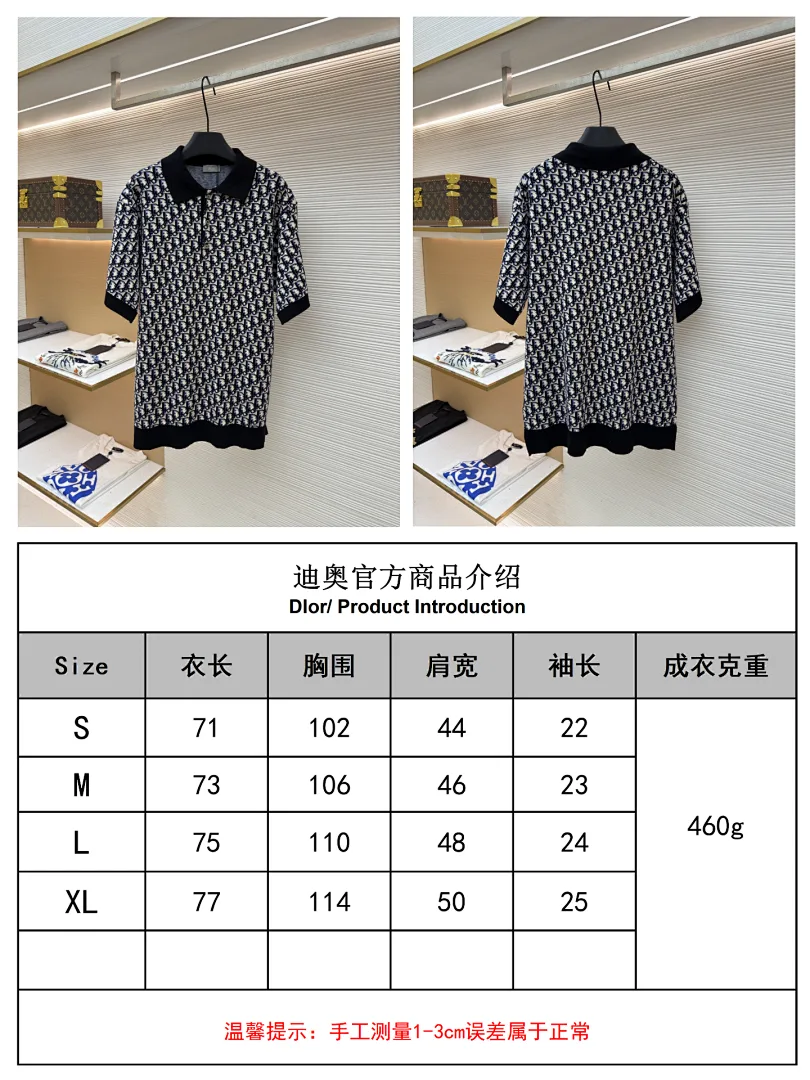 迪奥官方商品介绍
DIor/ Product Introduction
Size 衣长 胸围 肩宽 袖长 成衣克重
S 71 102 44 22
M 73 106 46 23
460g
L 75 110 48 24
XL 77 114 50 25
温馨提示：手工测量1-3cm误差属于正常